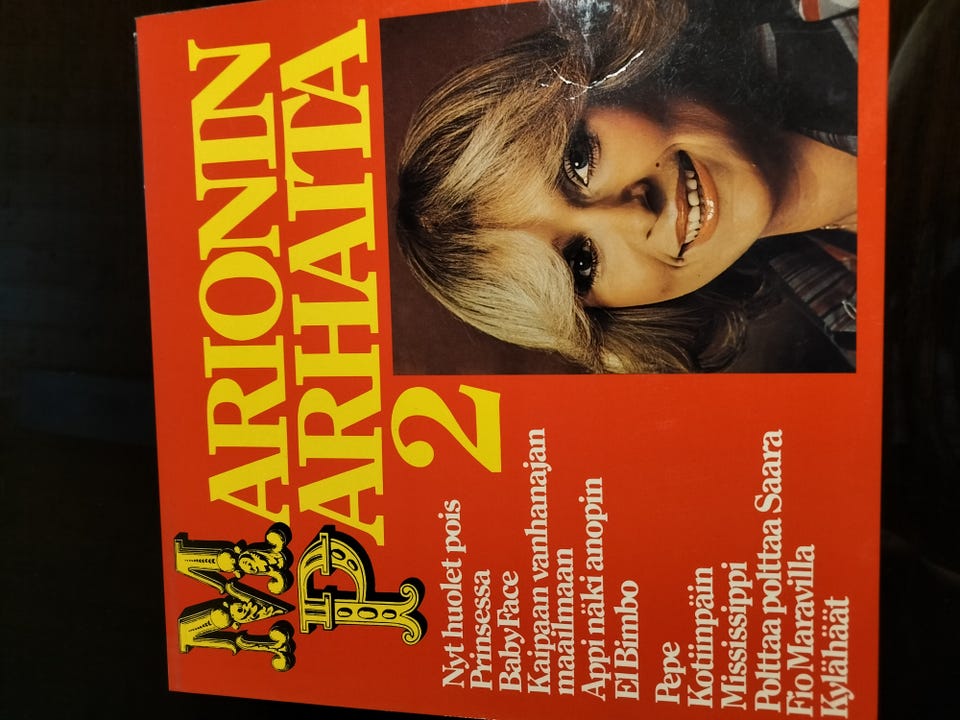 MARIONIN
PARHAITA
2
Nyt huolet pois
Prinsessa
Baby Face
Kaipaan vanhanajan
maailmaan
Appi näki anopin
El Bimbo
Pepe
Kotiinpäin
Mississippi
Polttaa polttaa Saara
Fio Maravilla
Kylähäät